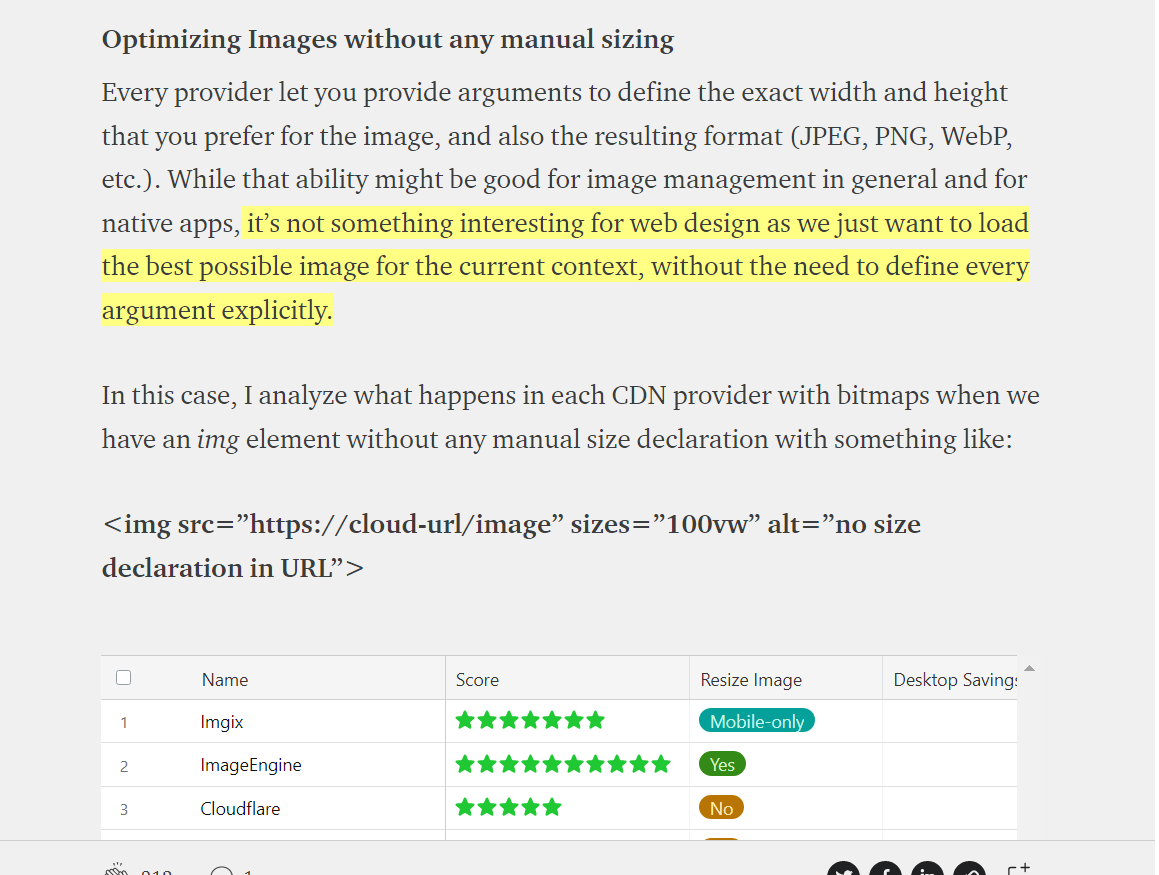 Optimizing Images without any manual sizing
Every provider let you provide arguments to define the exact width and height
that you prefer for the image, and also the resulting format (JPEG, PNG, WebP,
etc.). While that ability might be good for image management in general and for
native apps, it’s not something interesting for web design as we just want to load
the best possible image for the current context, without the need to define every
argument explicitly.
In this case, I analyze what happens in each CDN provider with bitmaps when we
have an img element without any manual size declaration with something like:
<img src=”https://cloud-url/image” sizes=”100vw” alt=”no size
declaration in URL”>
Name Score Resize Image Desktop Savings
1 Imgix Mobile-only
2 ImageEngine Yes
3 Cloudflare No